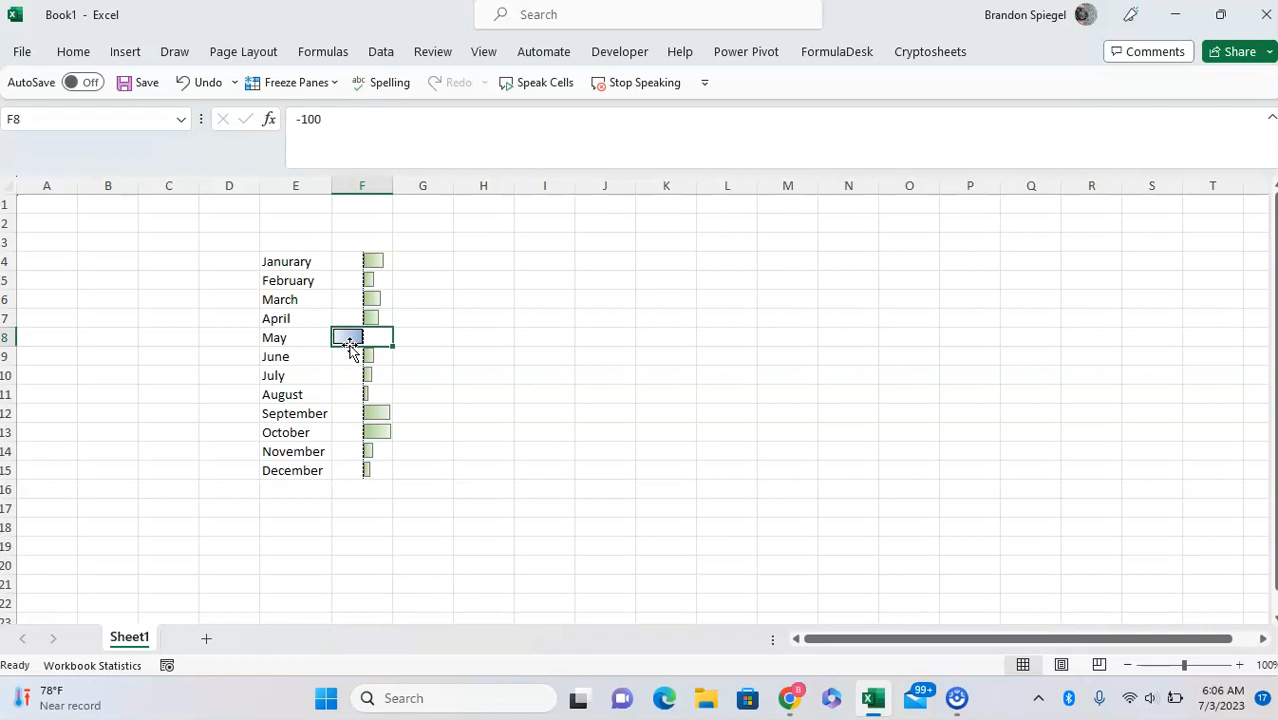 Book1 - Excel
Search
Brandon Spiegel
File Home Insert Draw Page Layout Formulas Data Review View Automate Developer Help Power Pivot FormulaDesk Cryptosheets
Comments Share
AutoSave Off Save Undo Freeze Panes abc Spelling Redo Speak Cells Stop Speaking
F8 fx -100
A B C D E F G H I J K L M N O P Q R S T
1
2
3
4 Janurary
5 February
6 March
7 April
8 May
9 June
10 July
11 August
12 September
13 October
14 November
15 December
16
17
18
19
20
21
22
23
Sheet1
Ready Workbook Statistics 100%
78°F
Near record
Search
99+
6:06 AM
7/3/2023
17